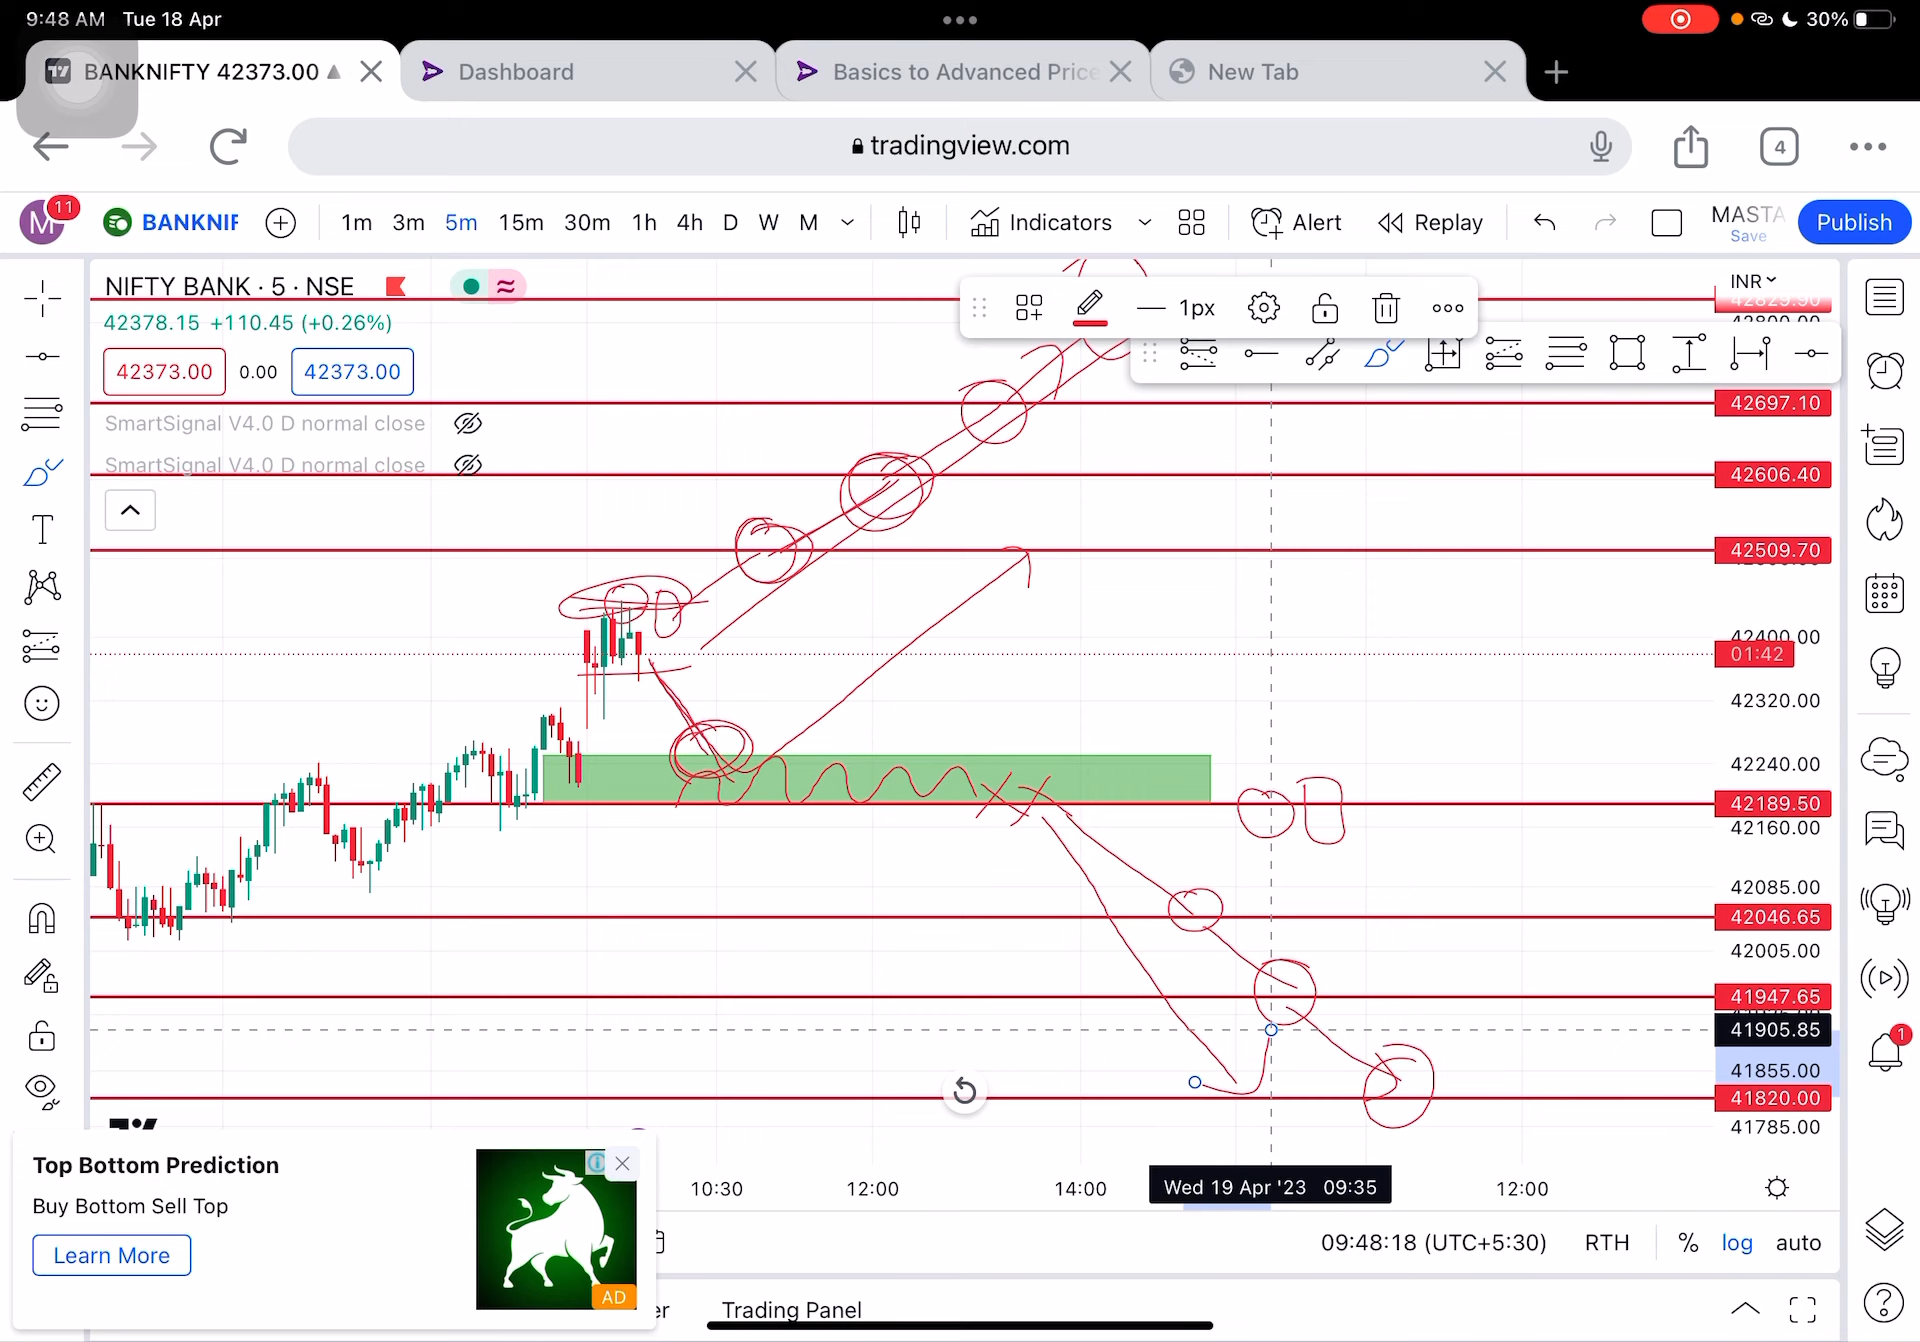 9:48 AM Tue 18 Apr
30%
BANKNIFTY 42373.00
Dashboard
Basics to Advanced Price
New Tab
tradingview.com
4
M
11
BANKNIF
1m 3m 5m 15m 30m 1h 4h D W M
Indicators
Alert
Replay
MASTA
Save
Publish
NIFTY BANK · 5 · NSE
42378.15 +110.45 (+0.26%)
42373.00 0.00 42373.00
SmartSignal V4.0 D normal close
SmartSignal V4.0 D normal close
1px
INR
42829.90
42800.00
42697.10
42606.40
42509.70
42400.00
01:42
42320.00
42240.00
42189.50
42160.00
42085.00
42046.65
42005.00
41947.65
41905.85
41855.00
41820.00
41785.00
1
10:30 12:00 14:00 Wed 19 Apr '23 09:35 12:00
Top Bottom Prediction
Buy Bottom Sell Top
Learn More
AD
09:48:18 (UTC+5:30) RTH % log auto
er Trading Panel